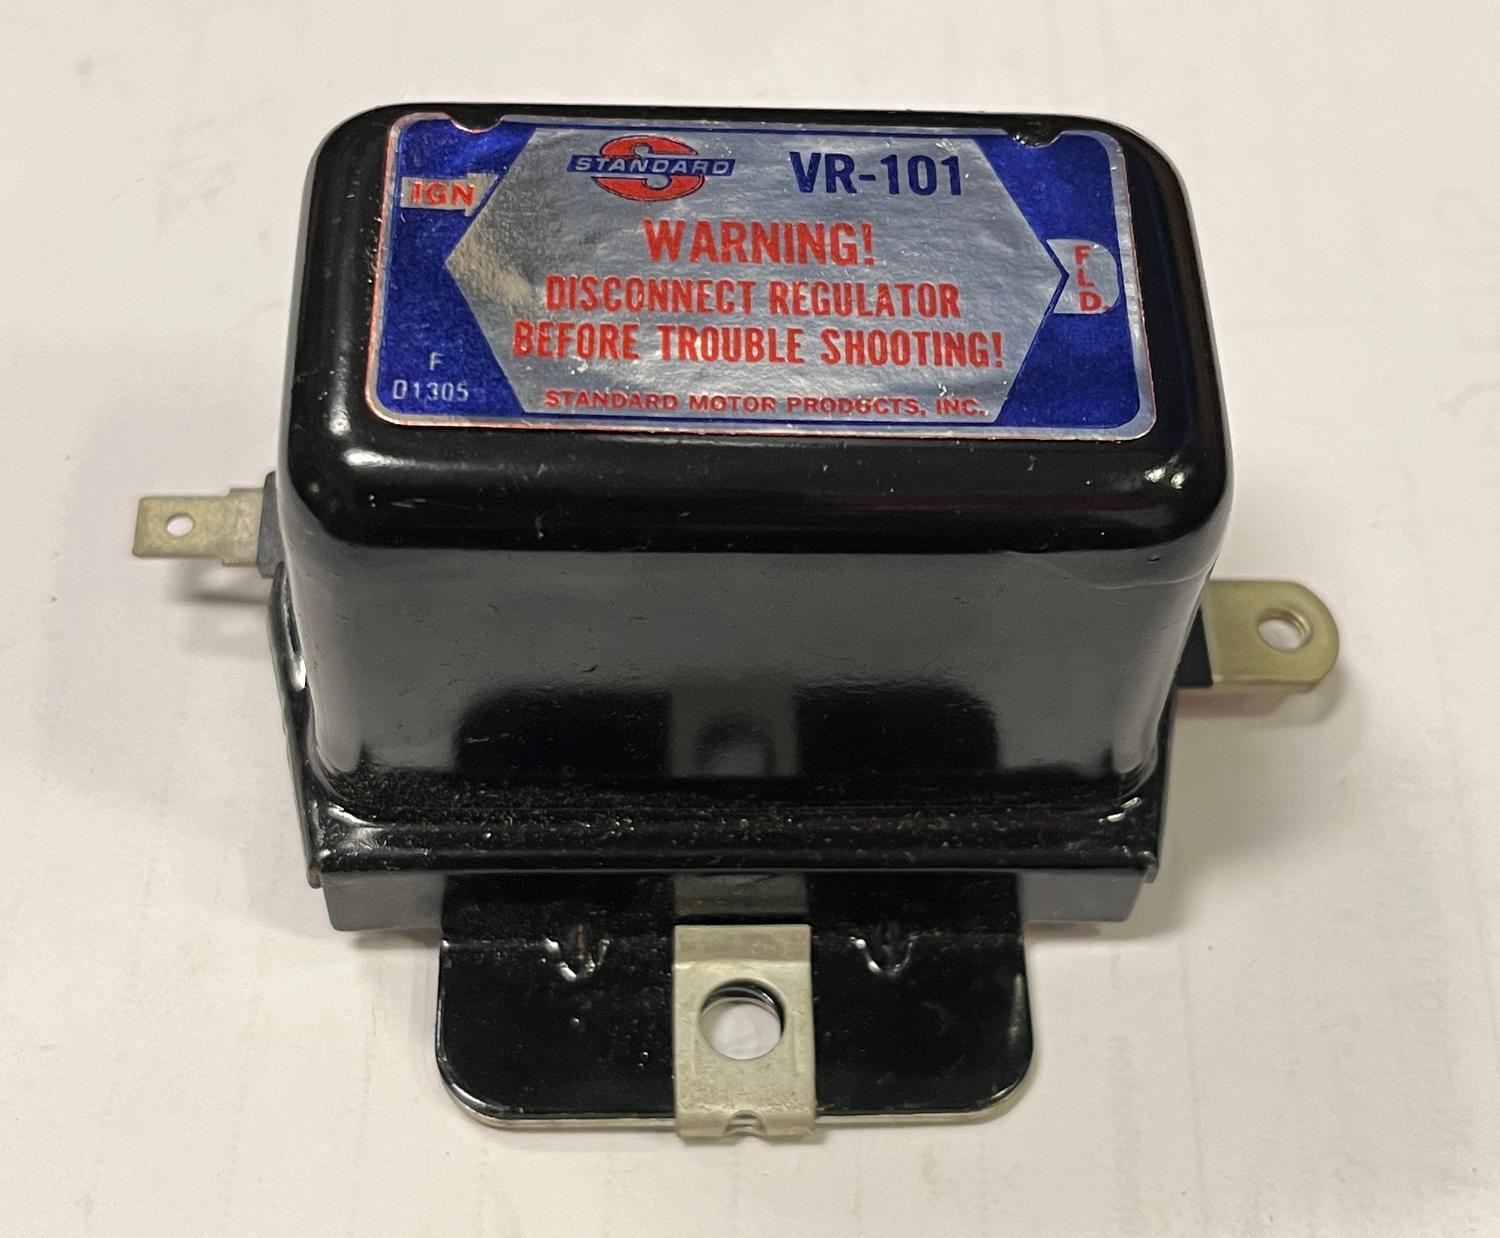 STANDARD VR-101
IGN
WARNING!
DISCONNECT REGULATOR
BEFORE TROUBLE SHOOTING!
FLD.
F
D1305
STANDARD MOTOR PRODUCTS, INC.